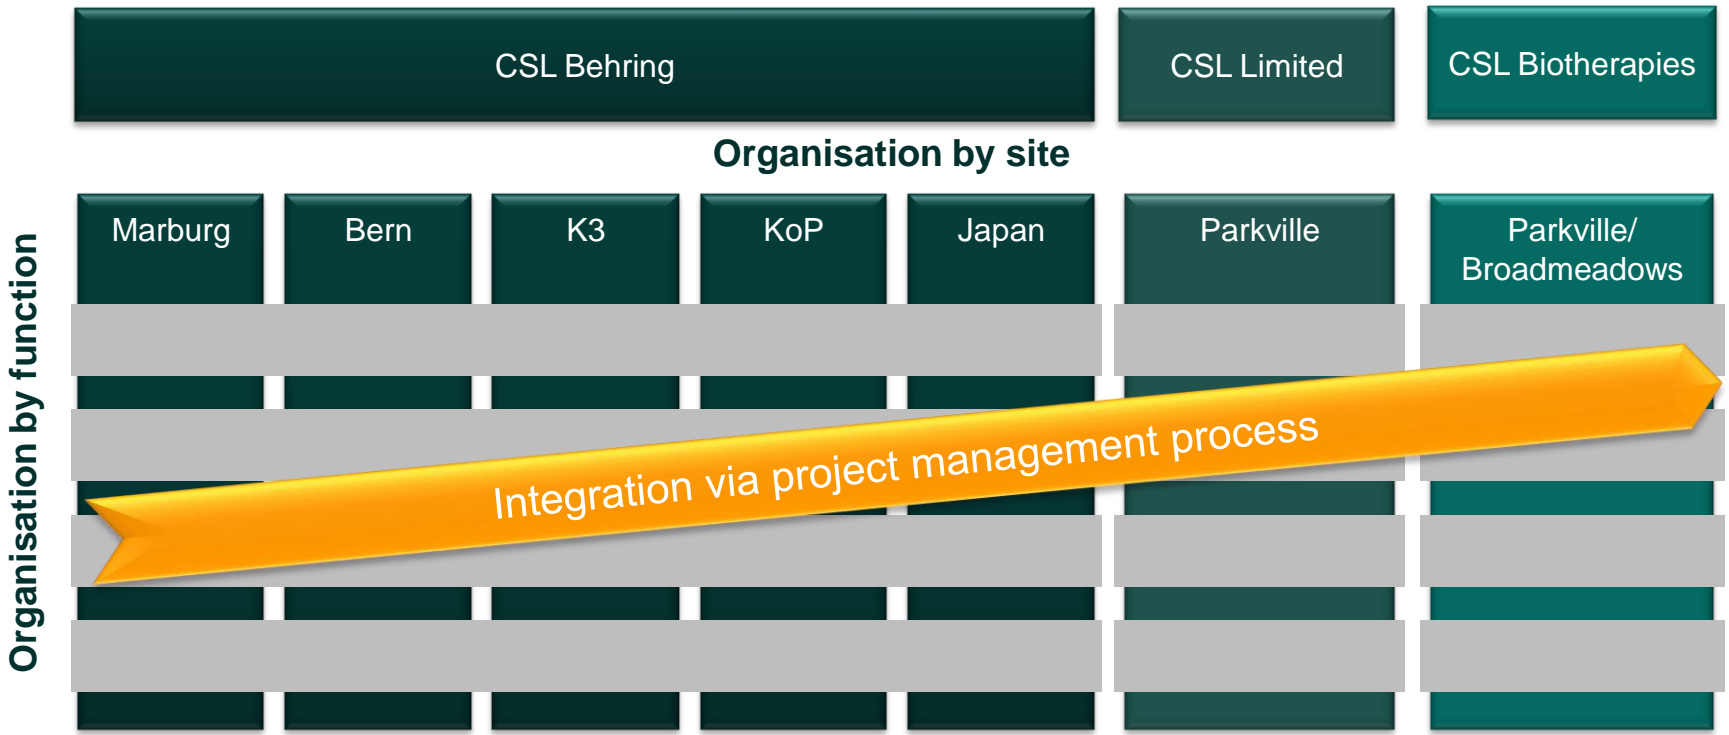 CSL Behring
CSL Limited
CSL Biotherapies
Organisation by site
Organisation by function
Marburg
Bern
K3
KoP
Japan
Parkville
Parkville/
Broadmeadows
Integration via project management process